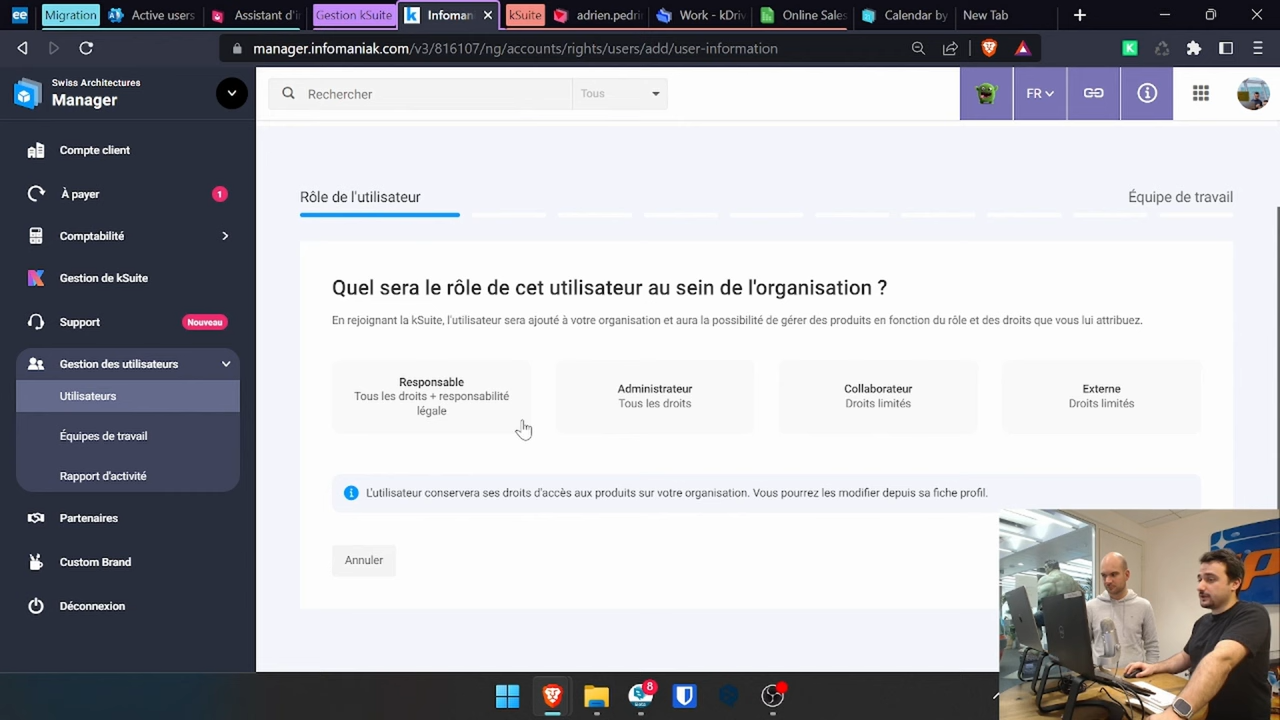 ee
Migration
Active users
Assistant d'i
Gestion kSuite
Infoman
kSuite
adrien.pedri
Work - kDriv
Online Sales
Calendar by
New Tab
manager.infomaniak.com/v3/816107/ng/accounts/rights/users/add/user-information
Swiss Architectures
Manager
Rechercher
Tous
FR
Compte client
À payer
1
Comptabilité
Gestion de kSuite
Support
Nouveau
Gestion des utilisateurs
Utilisateurs
Équipes de travail
Rapport d'activité
Partenaires
Custom Brand
Déconnexion
Rôle de l'utilisateur
Équipe de travail
Quel sera le rôle de cet utilisateur au sein de l'organisation ?
En rejoignant la kSuite, l'utilisateur sera ajouté à votre organisation et aura la possibilité de gérer des produits en fonction du rôle et des droits que vous lui attribuez.
Responsable
Tous les droits + responsabilité
légale
Administrateur
Tous les droits
Collaborateur
Droits limités
Externe
Droits limités
L'utilisateur conservera ses droits d'accès aux produits sur votre organisation. Vous pourrez les modifier depuis sa fiche profil.
Annuler
8